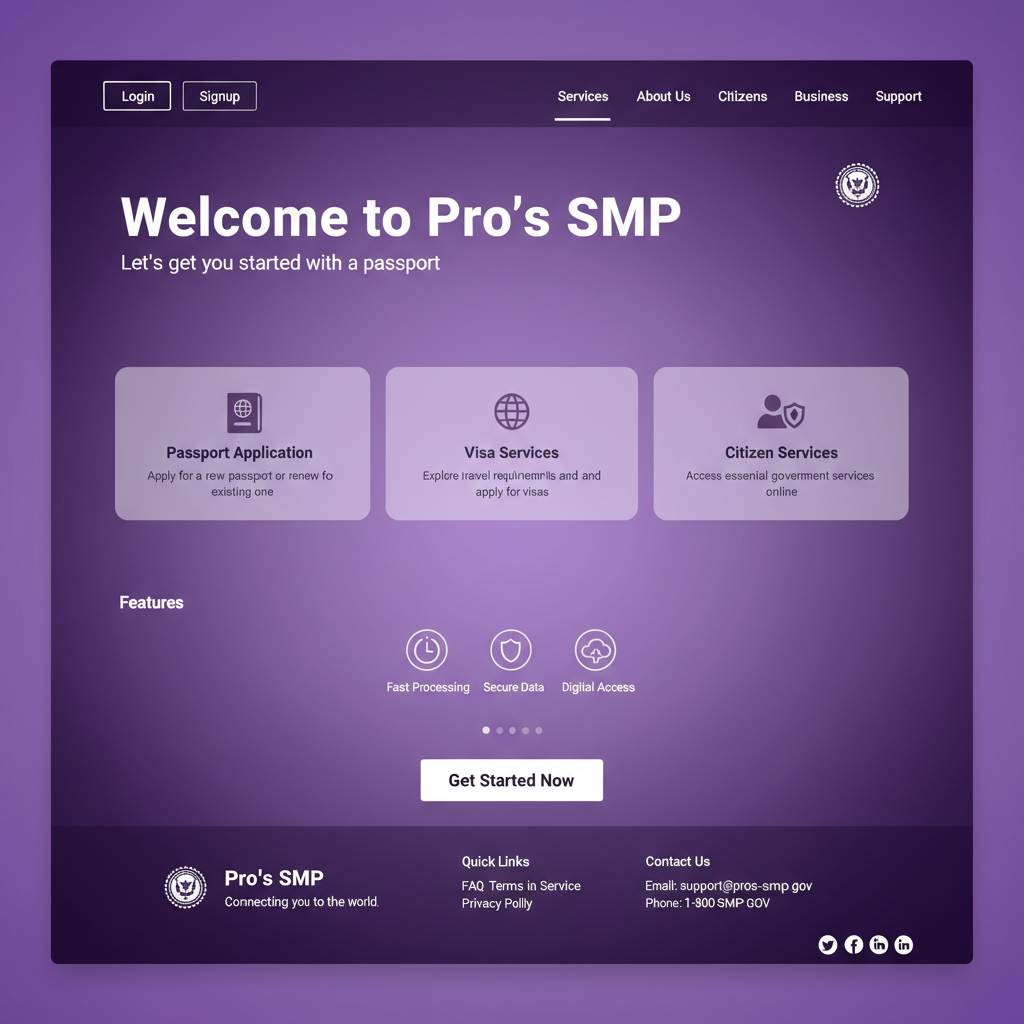 Login
Signup
Services
About Us
Citizens
Business
Support
Welcome to Pro's SMP
Let's get you started with a passport
Passport Application
Apply for a rew passpot or renew fo
existing one
Visa Services
Explore and and
apply for visas
Citizen Services
Access essenial goverment services
online
Features
Fast Processing
Secure Data
Digital Access
Get Started Now
Pro's SMP
Connecting you to the world.
Quick Links
FAQ Terms in Service
Privacy Pollly
Contact Us
Email: support@pros-smp gov
Phone: 1-800 SMP GOV